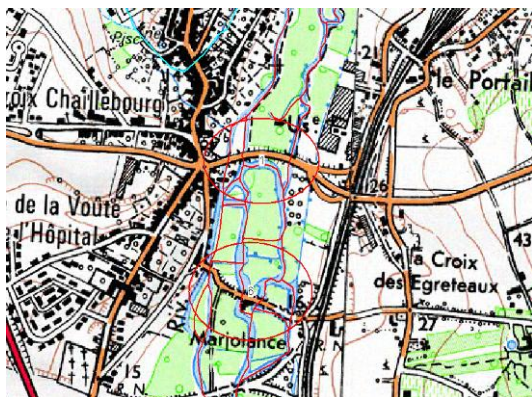 Piscine
21
le Portail
roix Chaillebourg
26
de la Voûte
l'Hôpital
43
la Croix
des Egreteaux
Riv.
16
27
Marjolance
15
R N
R N